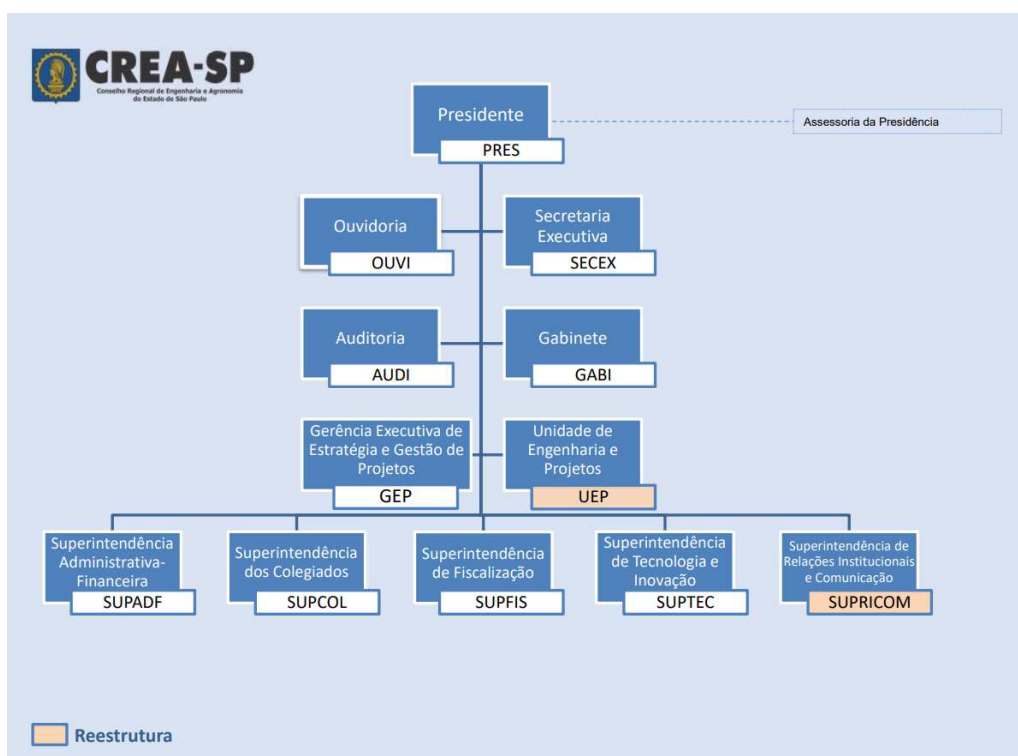 CREA-SP
Conselho Regional de Engenharia e Agronomia
do Estado de São Paulo
Presidente
PRES
Assessoria da Presidência
Ouvidoria
OUVI
Secretaria
Executiva
SECEX
Auditoria
AUDI
Gabinete
GABI
Gerência Executiva de
Estratégia e Gestão de
Projetos
GEP
Unidade de
Engenharia e
Projetos
UEP
Superintendência
Administrativa-
Financeira
SUPADF
Superintendência
dos Colegiados
SUPCOL
Superintendência
de Fiscalização
SUPFIS
Superintendência
de Tecnologia e
Inovação
SUPTEC
Superintendência de
Relações Institucionais
e Comunicação
SUPRICOM
Reestrutura